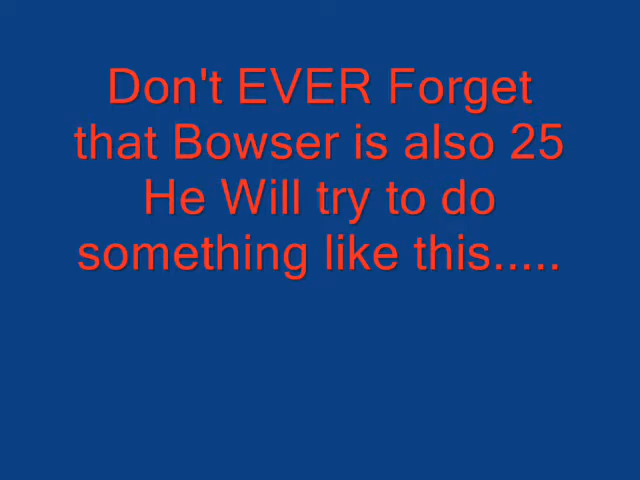 Don't EVER Forget
that Bowser is also 25
He Will try to do
something like this.....